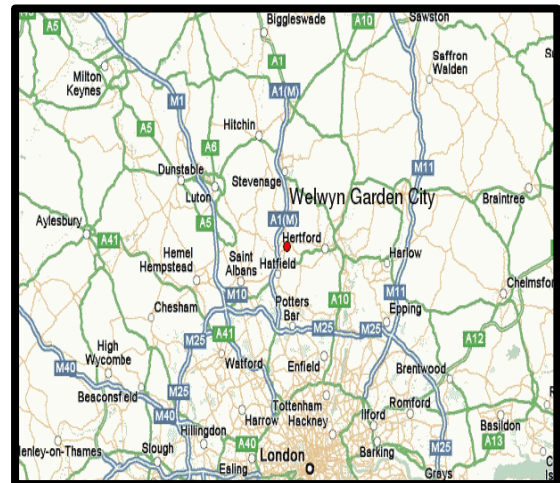 Biggleswade
A10
Sawston
A5
A5
A1
Saffron
Walden
Milton
Keynes
M1
A1(M)
Hitchin
A5
A6
M11
Dunstable
Stevenage
Luton
Welwyn Garden City
Braintree
A5
A1(M)
Aylesbury
A41
Hertford
Hemel
Hempstead
Saint
Albans
Hatfield
Harlow
M10
M11
Chelmsford
Chesham
Potters
Bar
A10
Epping
M25
A41
M25
M25
A12
High
Wycombe
Watford
Enfield
M40
Brentwood
M25
Beaconsfield
Tottenham
Romford
M40
Harrow
Hackney
Ilford
Basildon
Hillingdon
A40
M25
A13
Henley-on-Thames
Slough
London
Barking
Ealing
Grays